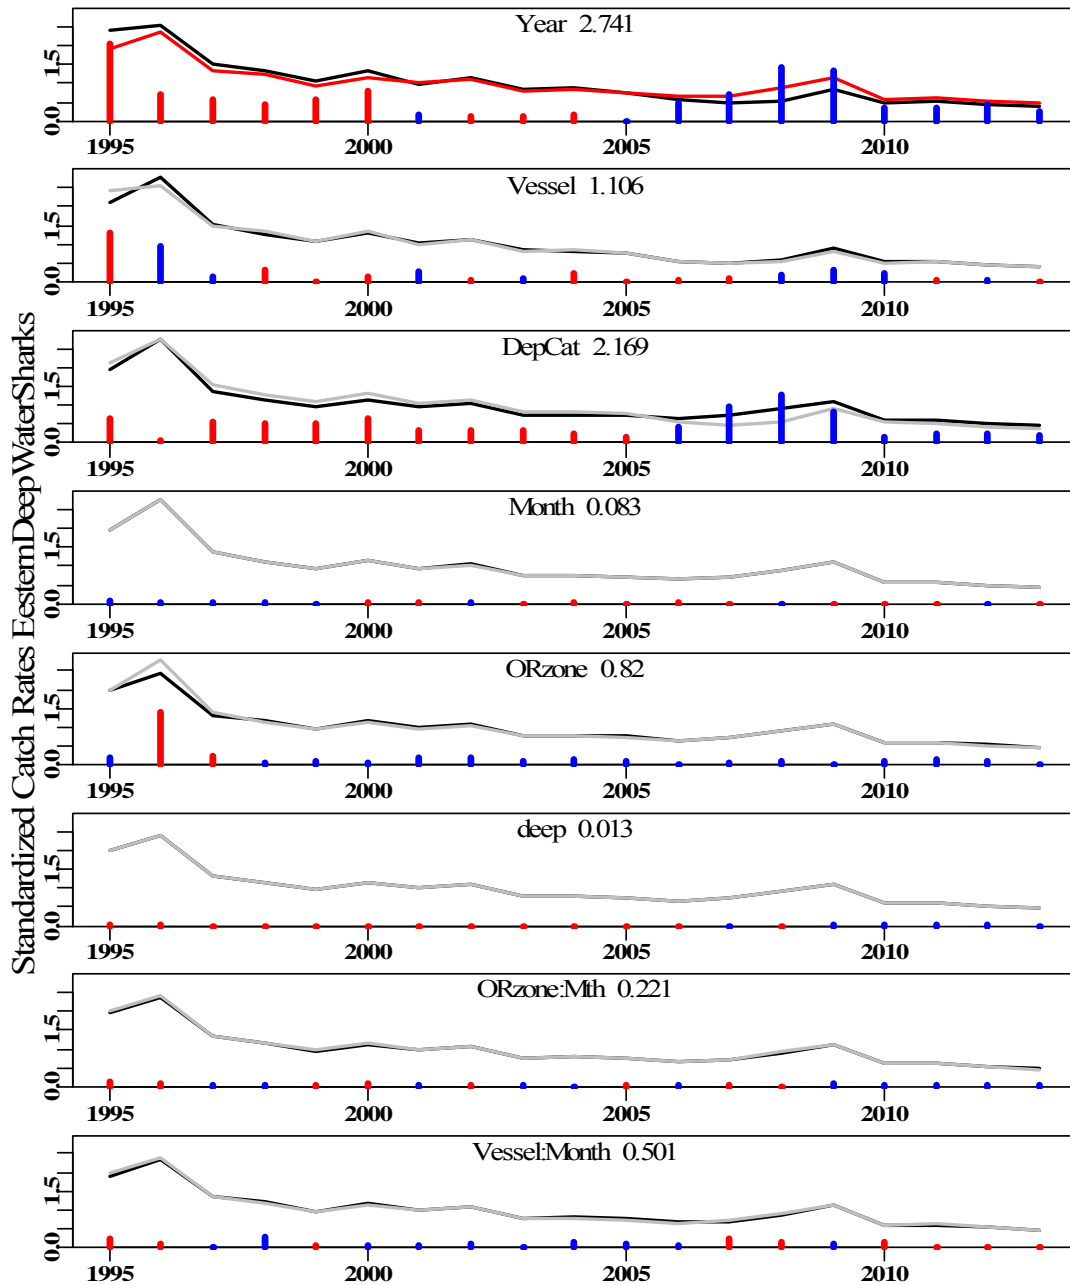 Standardized Catch Rates EesternDeepWaterSharks
Year 2.741
0.0 1.5
1995 2000 2005 2010
Vessel 1.106
0.0 1.5
1995 2000 2005 2010
DepCat 2.169
0.0 1.5
1995 2000 2005 2010
Month 0.083
0.0 1.5
1995 2000 2005 2010
ORzone 0.82
0.0 1.5
1995 2000 2005 2010
deep 0.013
0.0 1.5
1995 2000 2005 2010
ORzone:Mth 0.221
0.0 1.5
1995 2000 2005 2010
Vessel:Month 0.501
0.0 1.5
1995 2000 2005 2010